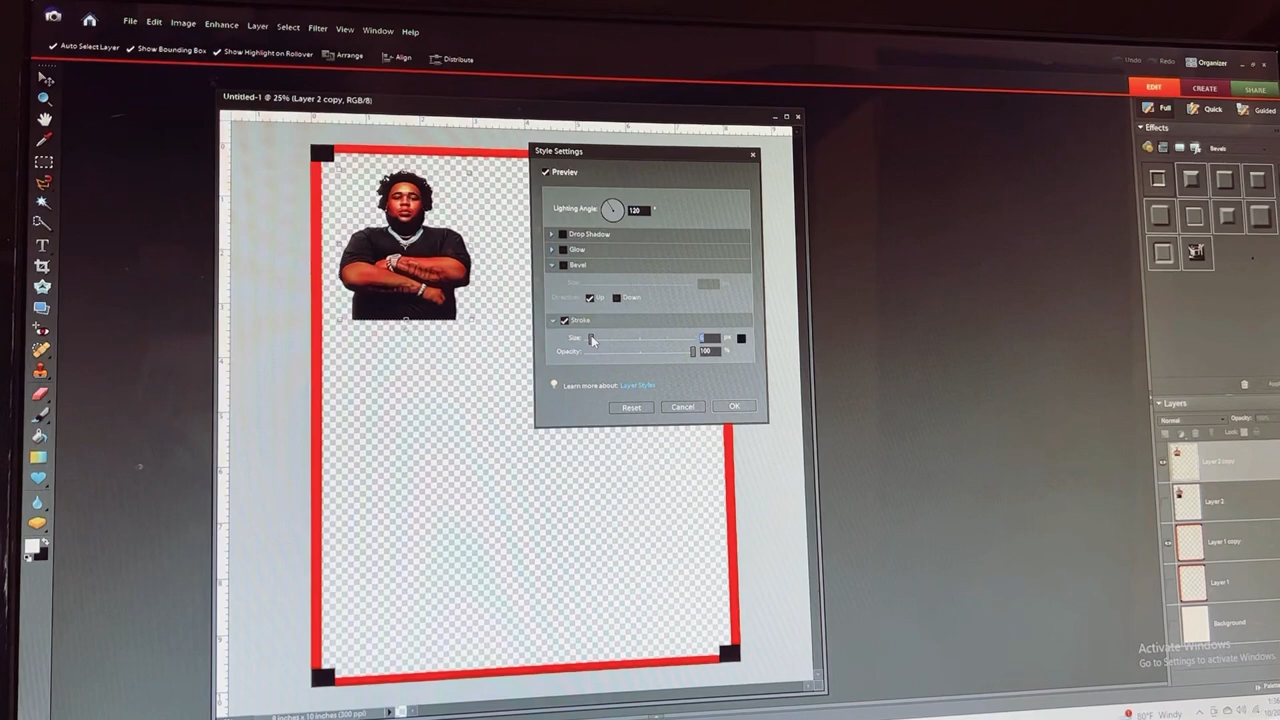 File Edit Image Enhance Layer Select Filter View Window Help
Auto Select Layer Show Bounding Box Show Highlight on Rollover Arrange Align Distribute
Undo Redo Organizer
EDIT CREATE SHARE
Full Quick Guided
Effects
Bevels
Untitled-1 @ 25% (Layer 2 copy, RGB/8)
Style Settings
Preview
Lighting Angle: 120 °
Drop Shadow
Glow
Bevel
Size:
Direction: Up Down
Stroke
Size: px
Opacity: 100 %
Learn more about: Layer Styles
Reset Cancel OK
Layers
Normal Opacity:
Lock:
Layer 2 copy
Layer 2
Layer 1 copy
Layer 1
Background
Activate Windows
Go to Settings to activate Windows.
8 inches x 10 inches (300 ppi)
80°F Windy